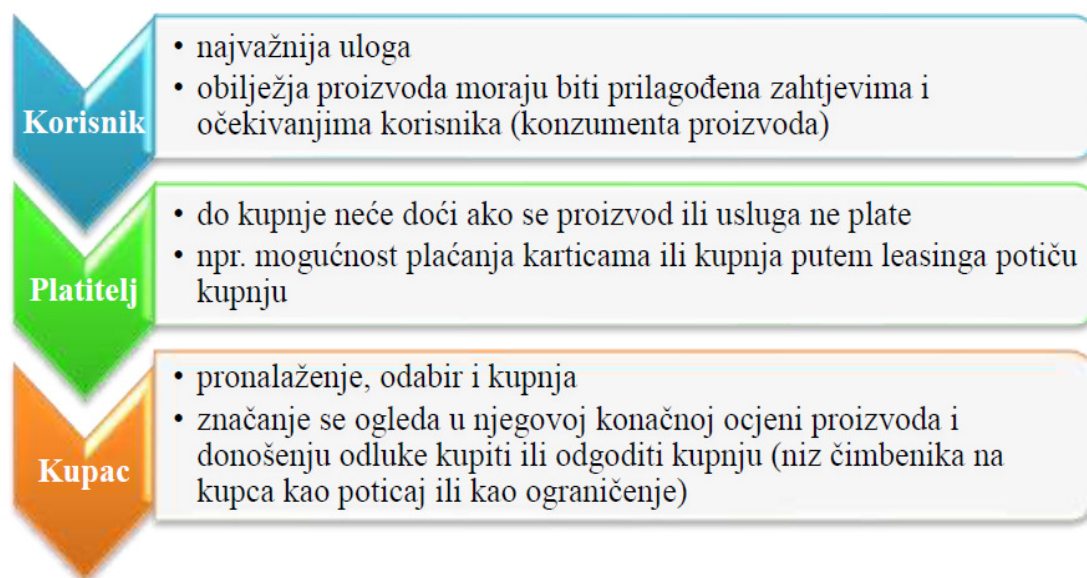 Korisnik
• najvažnija uloga
• obilježja proizvoda moraju biti prilagođena zahtjevima i
očekivanjima korisnika (konzumenta proizvoda)
Platitelj
• do kupnje neće doći ako se proizvod ili usluga ne plate
• npr. mogućnost plaćanja karticama ili kupnja putem leasinga potiču
kupnju
Kupac
• pronalaženje, odabir i kupnja
• značanje se ogleda u njegovoj konačnoj ocjeni proizvoda i
donošenju odluke kupiti ili odgoditi kupnju (niz čimbenika na
kupca kao poticaj ili kao ograničenje)